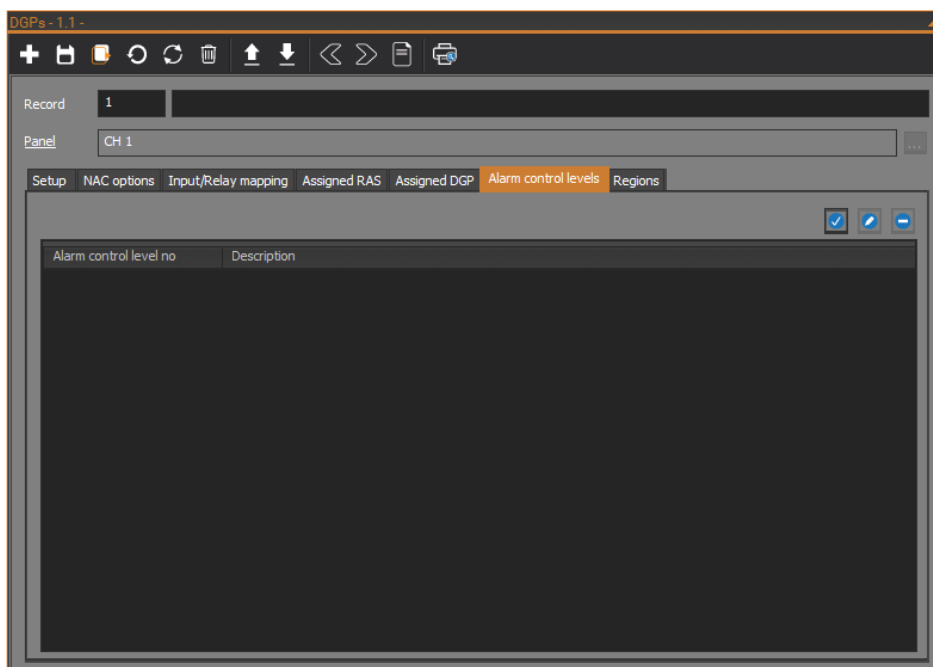 DGPs - 1.1 -
Record 1
Panel CH 1 ...
Setup NAC options Input/Relay mapping Assigned RAS Assigned DGP Alarm control levels Regions
Alarm control level no Description